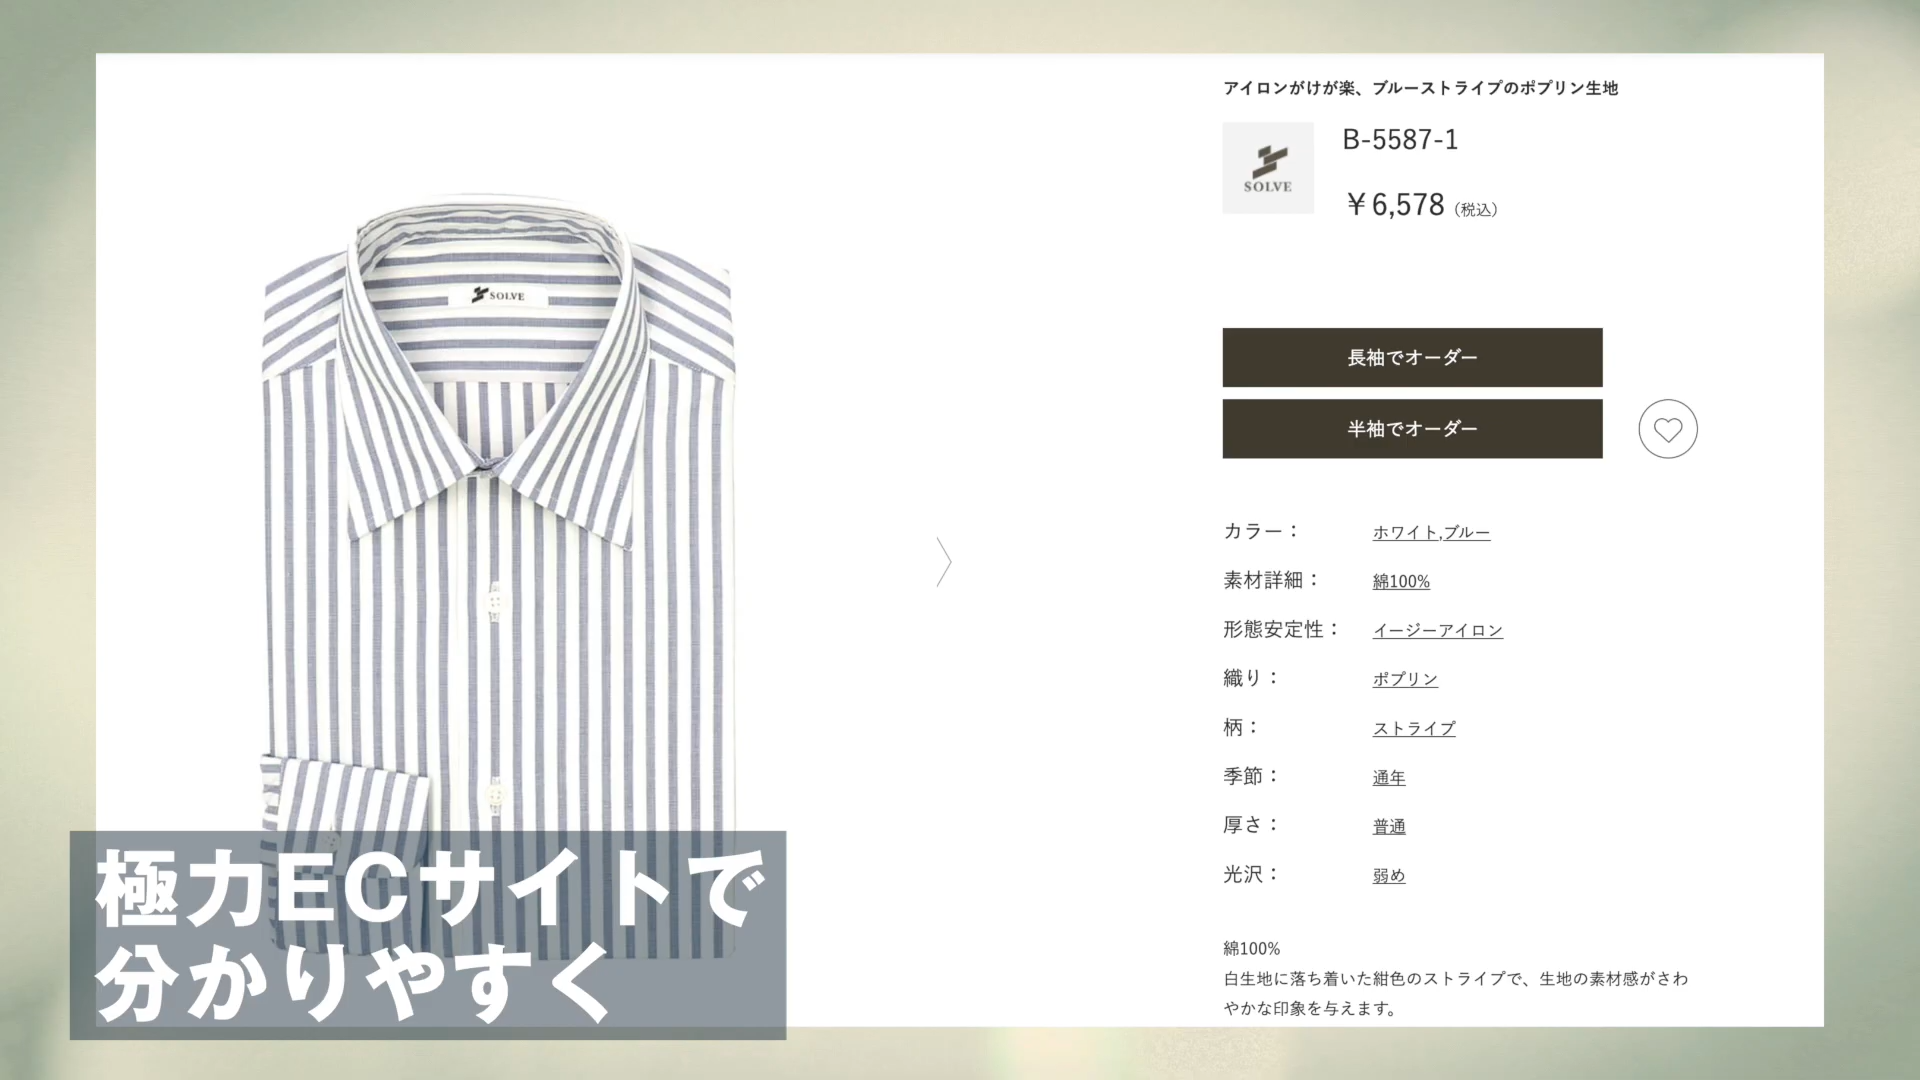 アイロンがけが楽、ブルーストライプのポプリン生地
SOLVE
B-5587-1
￥6,578（税込）
SOLVE
長袖でオーダー
半袖でオーダー
カラー： ホワイト,ブルー
素材詳細： 綿100%
形態安定性： イージーアイロン
織り： ポプリン
柄： ストライプ
季節： 通年
厚さ： 普通
光沢： 弱め
綿100%
白生地に落ち着いた紺色のストライプで、生地の素材感がさわ
やかな印象を与えます。
極力ECサイトで
分かりやすく